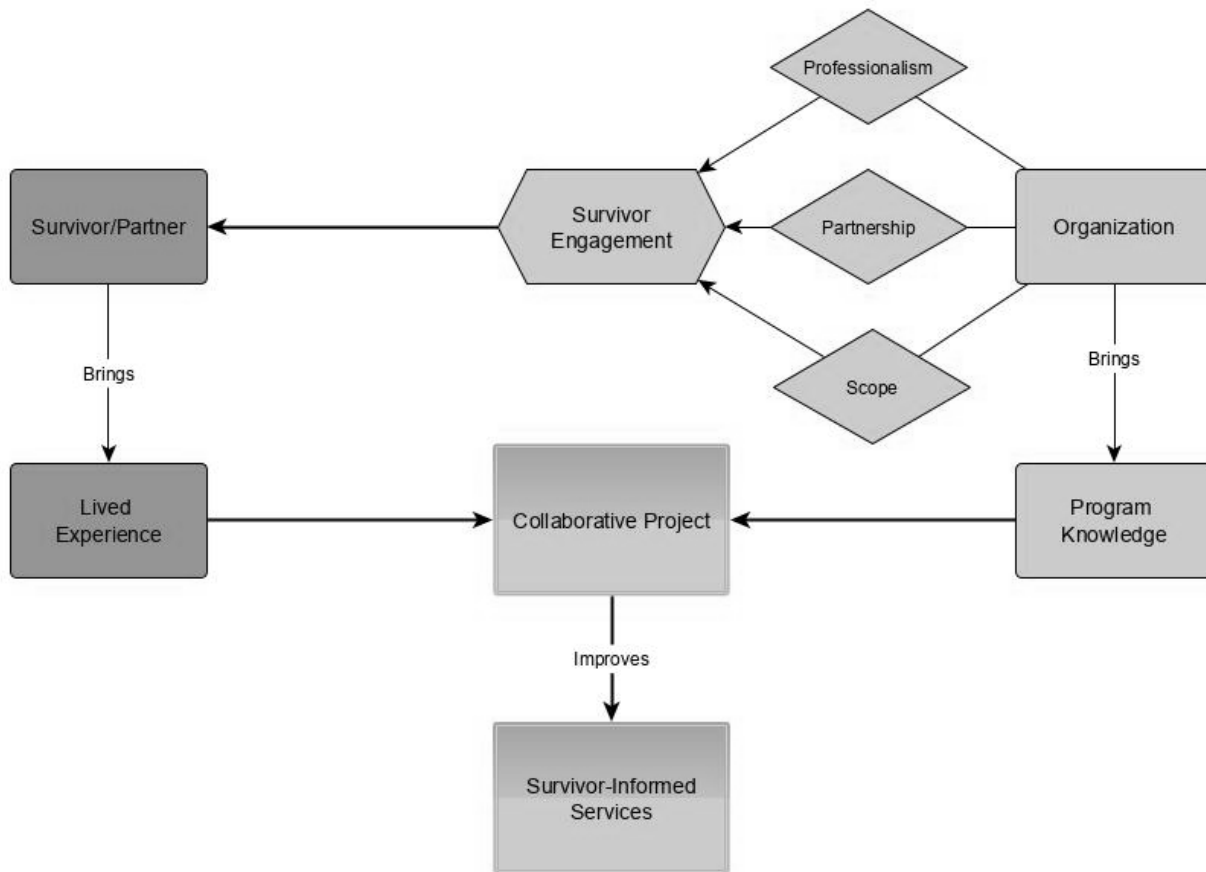 Professionalism
Survivor/Partner
Survivor
Engagement
Partnership
Organization
Scope
Brings
Brings
Lived
Experience
Collaborative Project
Program
Knowledge
Improves
Survivor-Informed
Services